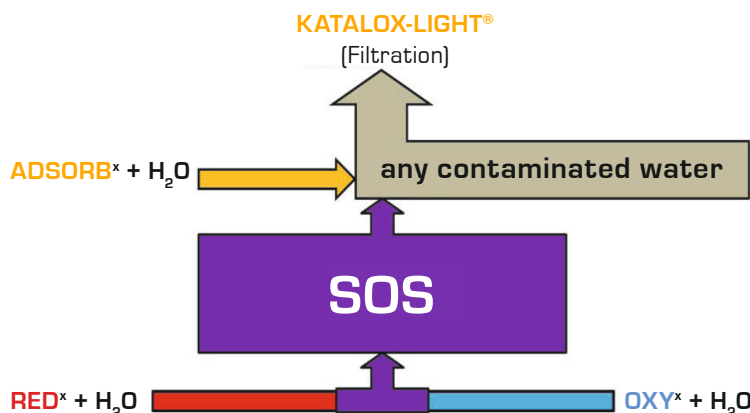 KATALOX-LIGHT®
(Filtration)
ADSORBˣ + H₂O
any contaminated water
SOS
REDˣ + H₂O
OXYˣ + H₂O